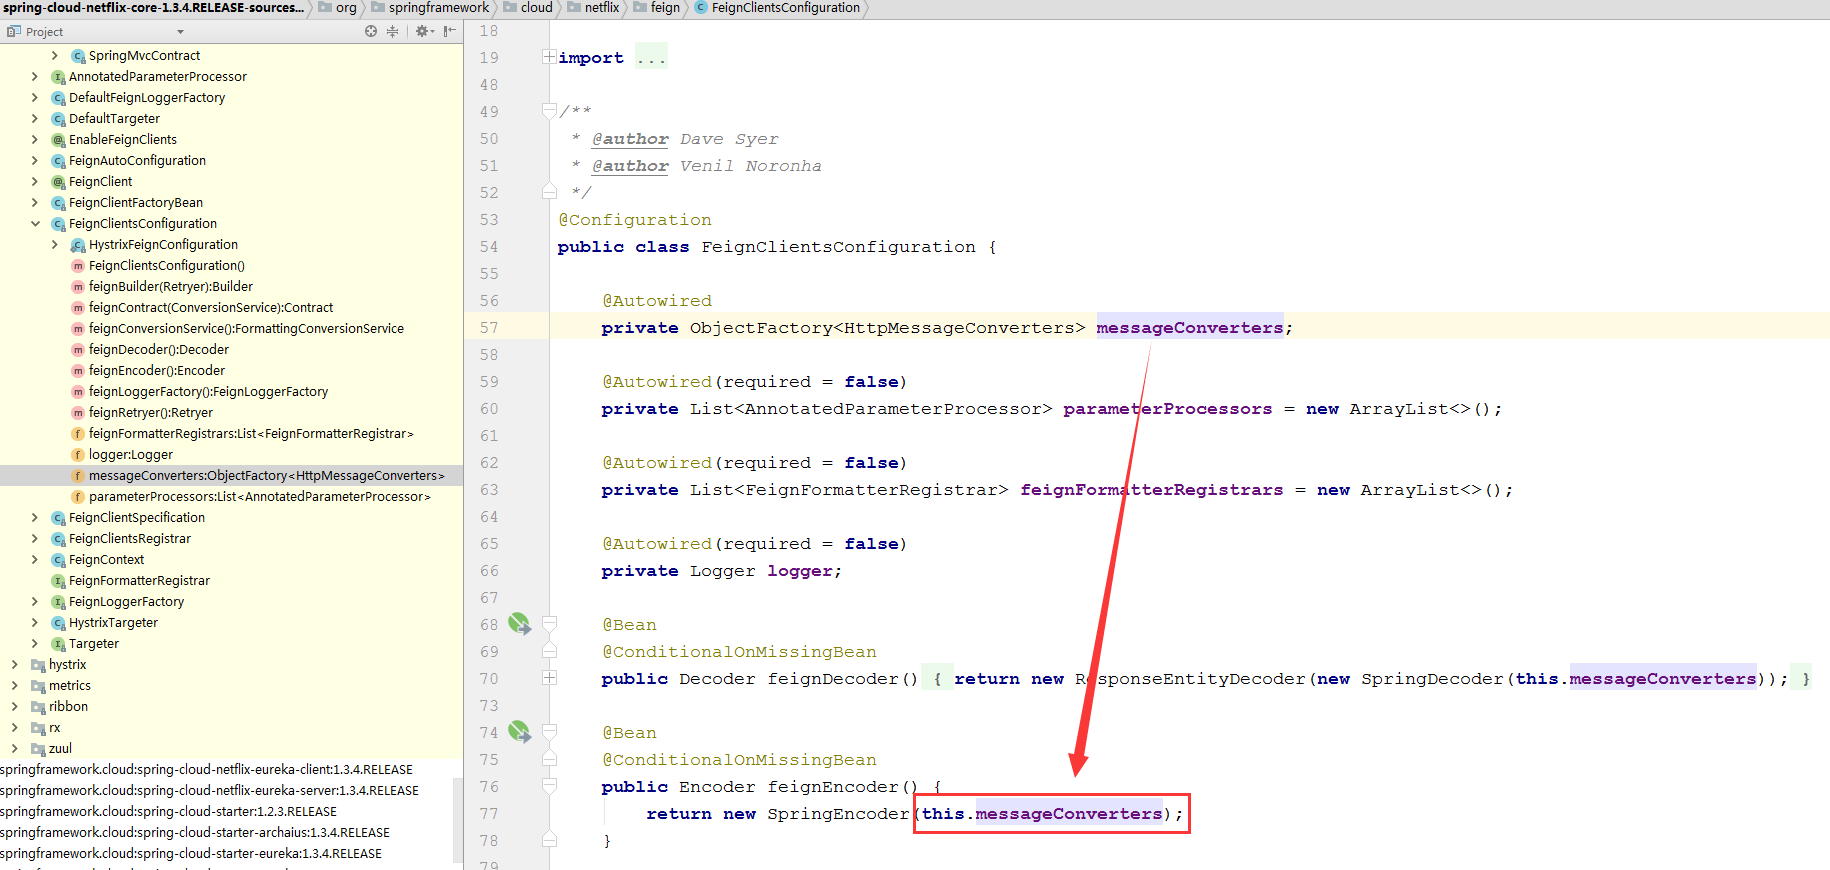 spring-cloud-netflix-core-1.3.4.RELEASE-sources... org springframework cloud netflix feign FeignClientsConfiguration
Project
SpringMvcContract
AnnotatedParameterProcessor
DefaultFeignLoggerFactory
DefaultTargeter
EnableFeignClients
FeignAutoConfiguration
FeignClient
FeignClientFactoryBean
FeignClientsConfiguration
HystrixFeignConfiguration
FeignClientsConfiguration()
feignBuilder(Retryer):Builder
feignContract(ConversionService):Contract
feignConversionService():FormattingConversionService
feignDecoder():Decoder
feignEncoder():Encoder
feignLoggerFactory():FeignLoggerFactory
feignRetryer():Retryer
feignFormatterRegistrars:List<FeignFormatterRegistrar>
logger:Logger
messageConverters:ObjectFactory<HttpMessageConverters>
parameterProcessors:List<AnnotatedParameterProcessor>
FeignClientSpecification
FeignClientsRegistrar
FeignContext
FeignFormatterRegistrar
FeignLoggerFactory
HystrixTargeter
Targeter
hystrix
metrics
ribbon
rx
zuul
springframework.cloud:spring-cloud-netflix-eureka-client:1.3.4.RELEASE
springframework.cloud:spring-cloud-netflix-eureka-server:1.3.4.RELEASE
springframework.cloud:spring-cloud-starter:1.2.3.RELEASE
springframework.cloud:spring-cloud-starter-archaius:1.3.4.RELEASE
springframework.cloud:spring-cloud-starter-eureka:1.3.4.RELEASE
18
19 import ...
48
49 /**
50 * @author Dave Syer
51 * @author Venil Noronha
52 */
53 @Configuration
54 public class FeignClientsConfiguration {
55
56 @Autowired
57 private ObjectFactory<HttpMessageConverters> messageConverters;
58
59 @Autowired(required = false)
60 private List<AnnotatedParameterProcessor> parameterProcessors = new ArrayList<>();
61
62 @Autowired(required = false)
63 private List<FeignFormatterRegistrar> feignFormatterRegistrars = new ArrayList<>();
64
65 @Autowired(required = false)
66 private Logger logger;
67
68 @Bean
69 @ConditionalOnMissingBean
70 public Decoder feignDecoder() { return new ResponseEntityDecoder(new SpringDecoder(this.messageConverters)); }
73
74 @Bean
75 @ConditionalOnMissingBean
76 public Encoder feignEncoder() {
77 return new SpringEncoder(this.messageConverters);
78 }
79